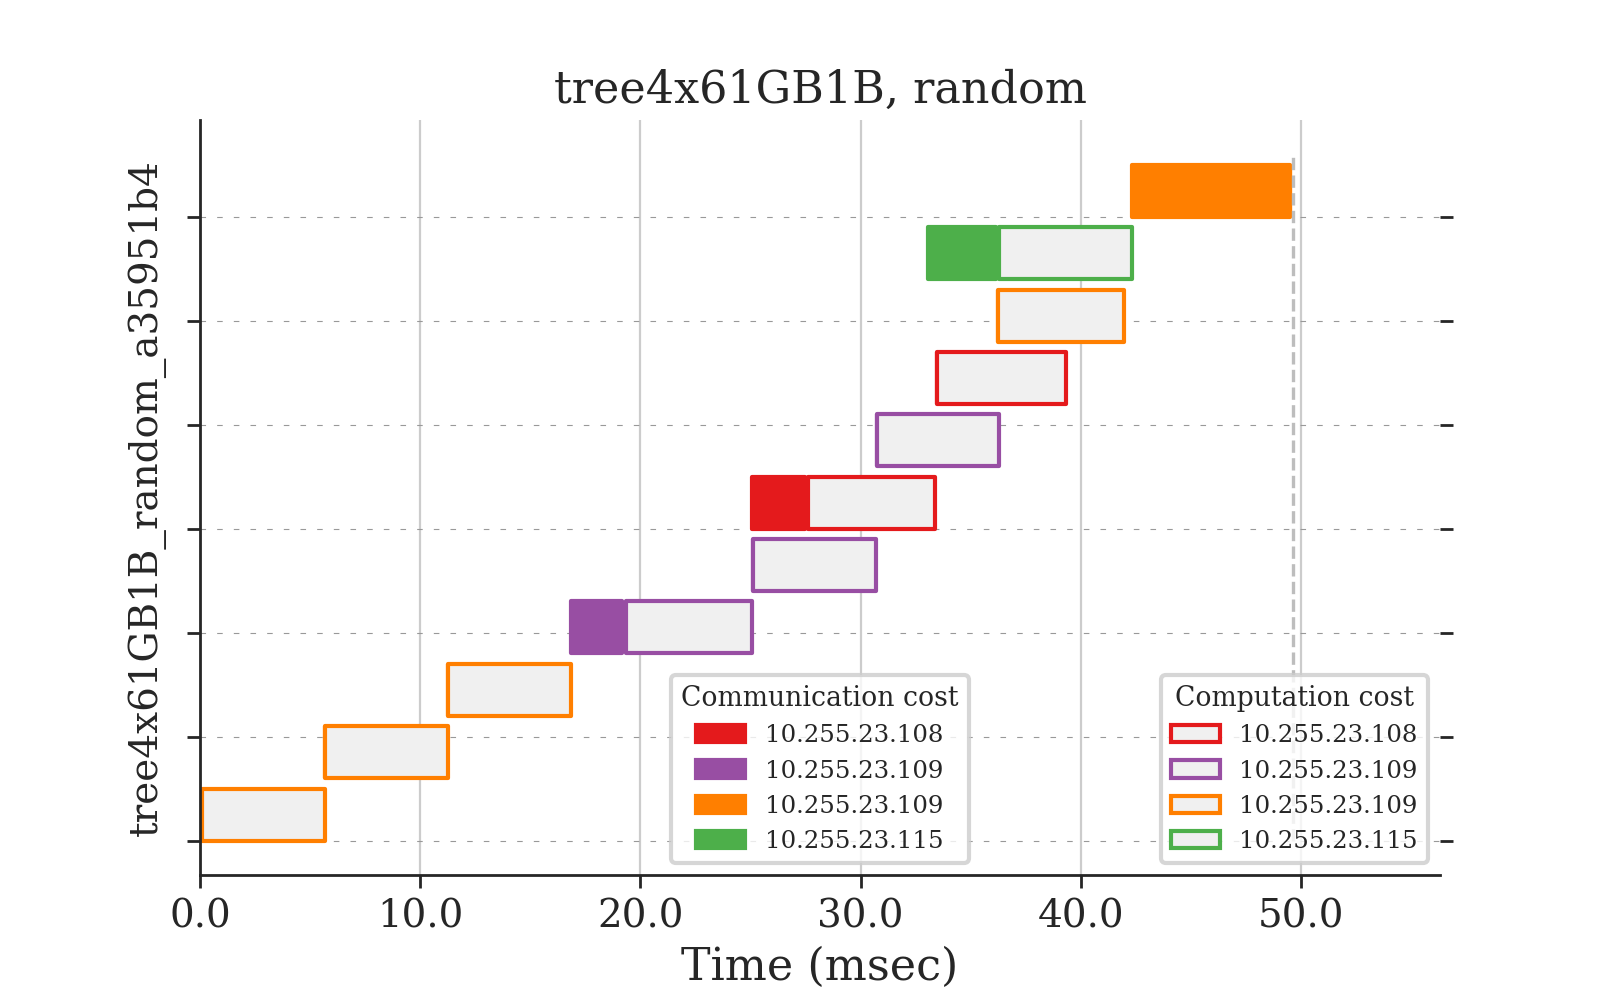 tree4x61GB1B, random
tree4x61GB1B_random_a35951b4
Communication cost
10.255.23.108
10.255.23.109
10.255.23.109
10.255.23.115
Computation cost
10.255.23.108
10.255.23.109
10.255.23.109
10.255.23.115
0.0 10.0 20.0 30.0 40.0 50.0
Time (msec)